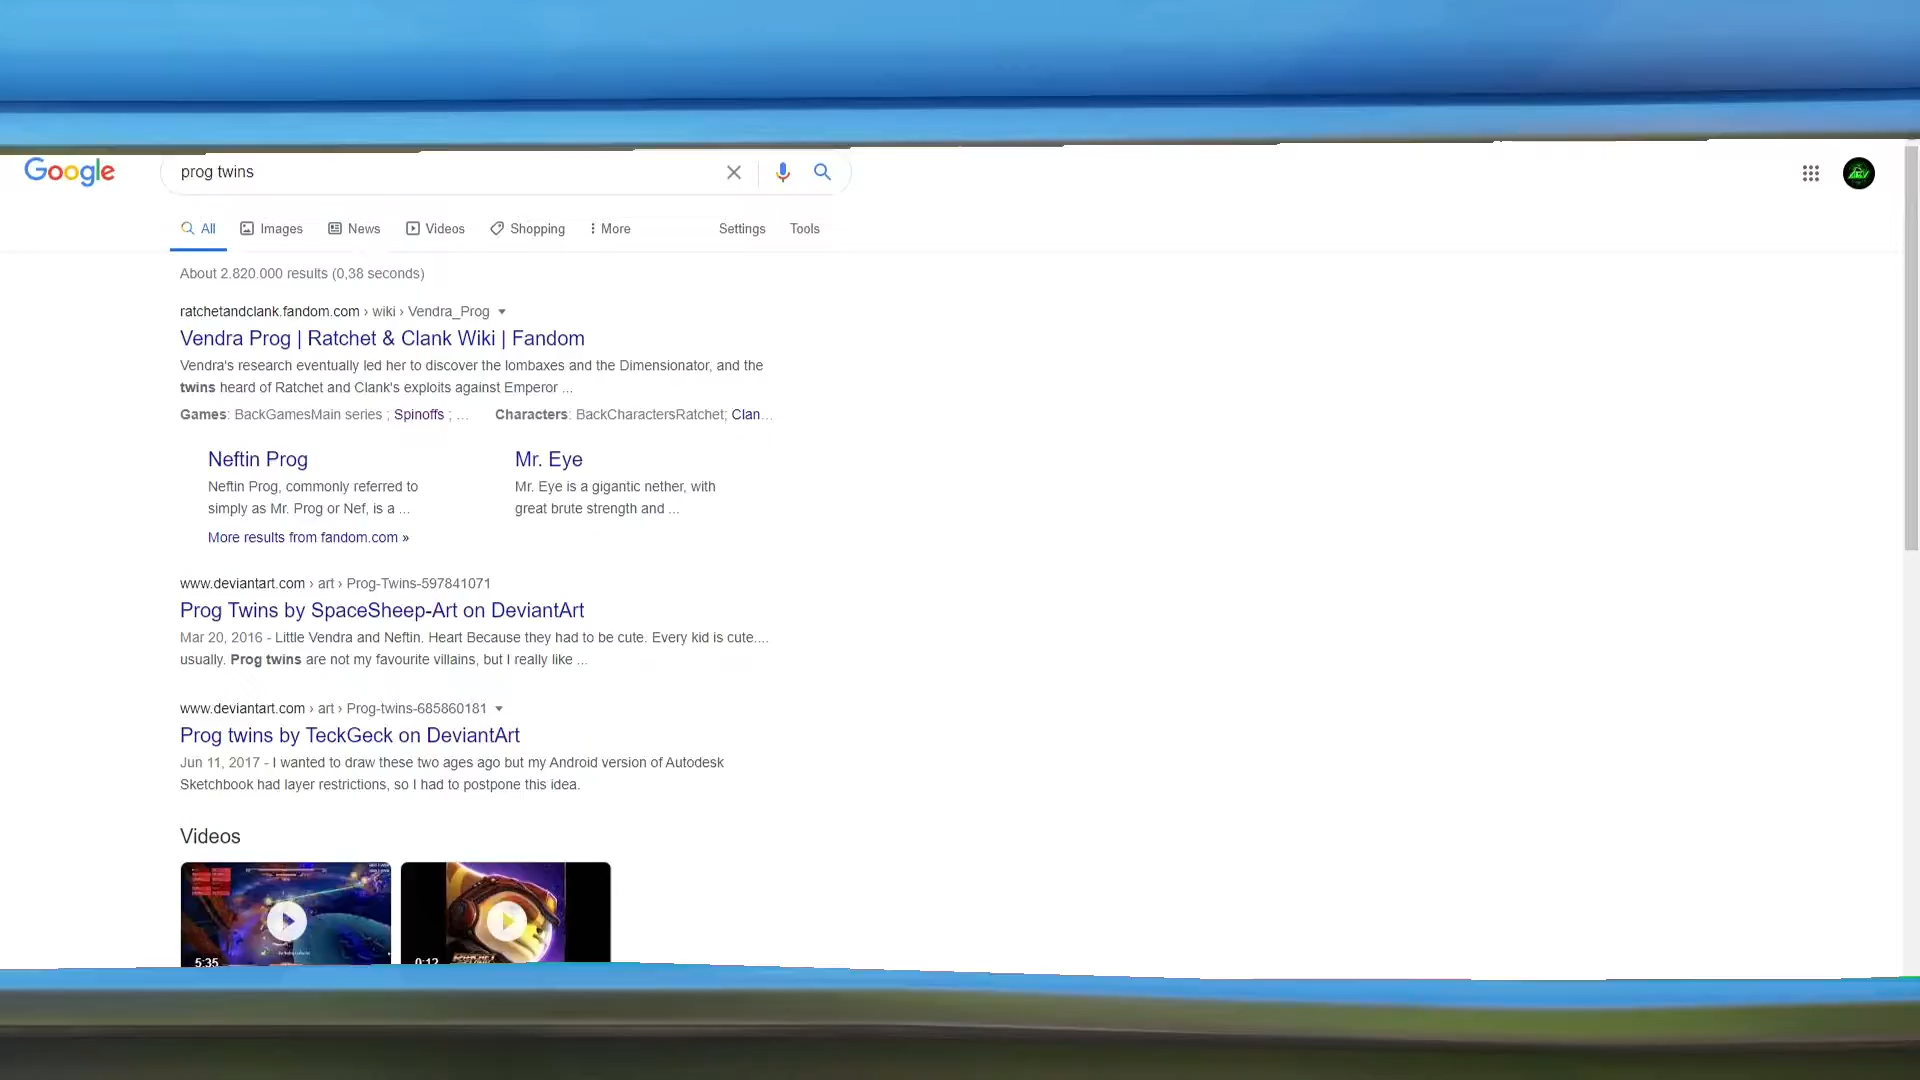 Google
prog twins
All Images News Videos Shopping More Settings Tools
About 2.820.000 results (0,38 seconds)
ratchetandclank.fandom.com › wiki › Vendra_Prog
Vendra Prog | Ratchet & Clank Wiki | Fandom
Vendra's research eventually led her to discover the lombaxes and the Dimensionator, and the
twins heard of Ratchet and Clank's exploits against Emperor ...
Games: BackGamesMain series ; Spinoffs ; ... Characters: BackCharactersRatchet; Clan...
Neftin Prog
Neftin Prog, commonly referred to
simply as Mr. Prog or Nef, is a ...
Mr. Eye
Mr. Eye is a gigantic nether, with
great brute strength and ...
More results from fandom.com »
www.deviantart.com › art › Prog-Twins-597841071
Prog Twins by SpaceSheep-Art on DeviantArt
Mar 20, 2016 - Little Vendra and Neftin. Heart Because they had to be cute. Every kid is cute....
usually. Prog twins are not my favourite villains, but I really like ...
www.deviantart.com › art › Prog-twins-685860181
Prog twins by TeckGeck on DeviantArt
Jun 11, 2017 - I wanted to draw these two ages ago but my Android version of Autodesk
Sketchbook had layer restrictions, so I had to postpone this idea.
Videos
5:35
0:12